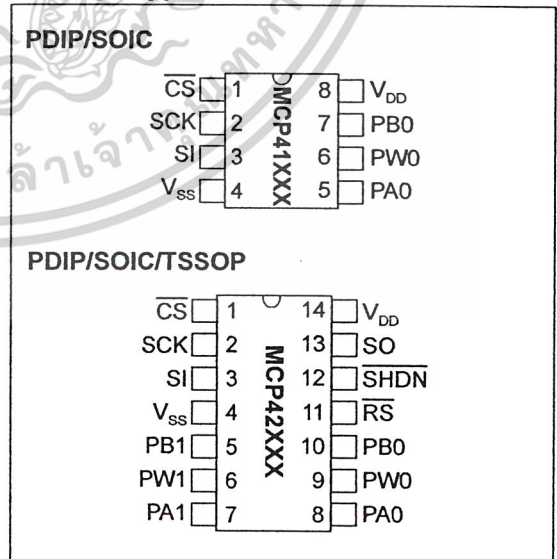 PDIP/SOIC
CS 1 8 VDD
SCK 2 7 PB0
SI 3 6 PW0
VSS 4 5 PA0
MCP41XXX
PDIP/SOIC/TSSOP
CS 1 14 VDD
SCK 2 13 SO
SI 3 12 SHDN
VSS 4 11 RS
PB1 5 10 PB0
PW1 6 9 PW0
PA1 7 8 PA0
MCP42XXX